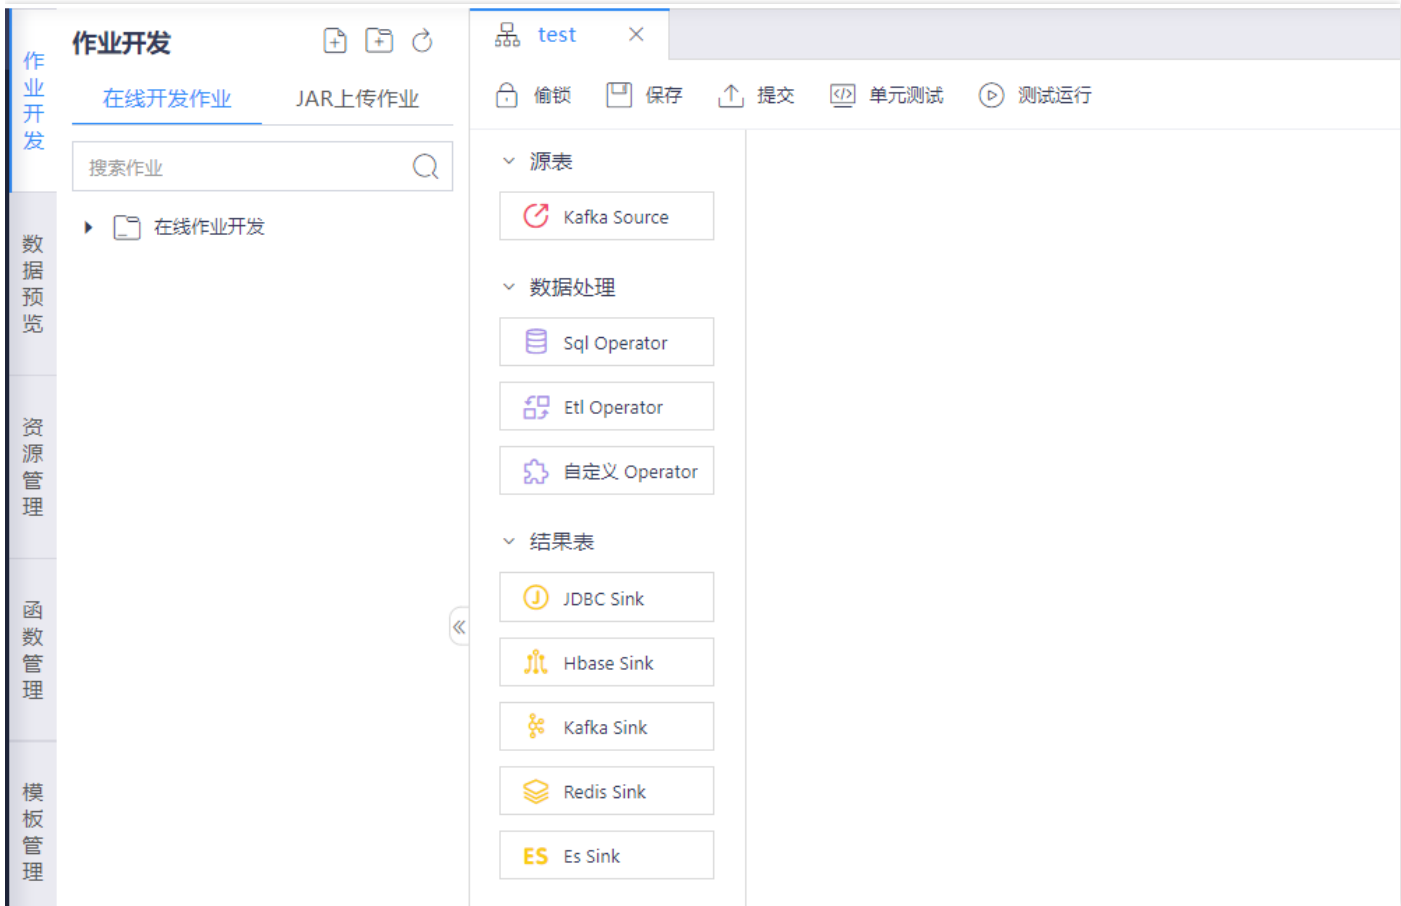 作业开发
数据预览
资源管理
函数管理
模板管理
作业开发
在线开发作业 JAR上传作业
搜索作业
在线作业开发
test
偷锁 保存 提交 单元测试 测试运行
源表
Kafka Source
数据处理
Sql Operator
Etl Operator
自定义 Operator
结果表
JDBC Sink
Hbase Sink
Kafka Sink
Redis Sink
ES Es Sink